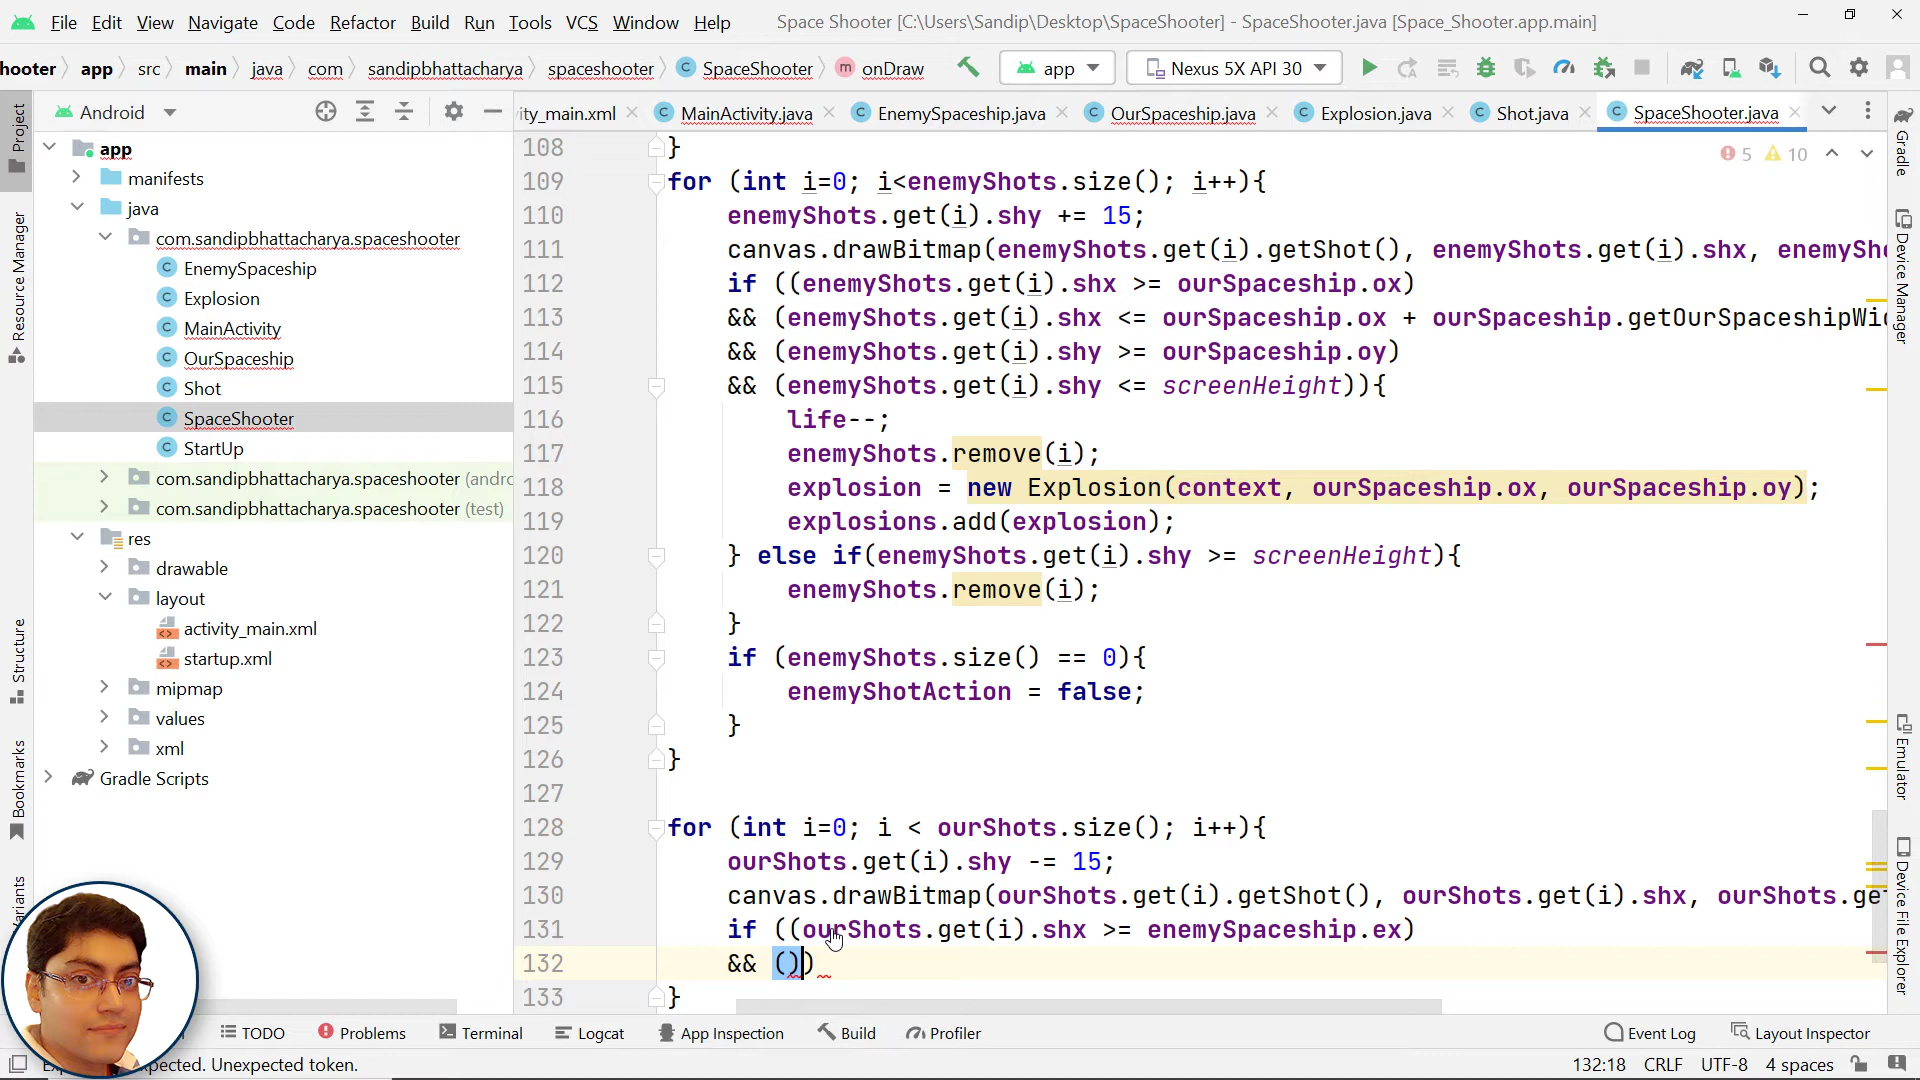 File Edit View Navigate Code Refactor Build Run Tools VCS Window Help Space Shooter [C:\Users\Sandip\Desktop\SpaceShooter] - SpaceShooter.java [Space_Shooter.app.main]
hooter app src main java com sandipbhattacharya spaceshooter SpaceShooter onDraw app Nexus 5X API 30
Android
ity_main.xml MainActivity.java EnemySpaceship.java OurSpaceship.java Explosion.java Shot.java SpaceShooter.java
5 10
Project
Resource Manager
Structure
Bookmarks
app
manifests
java
com.sandipbhattacharya.spaceshooter
EnemySpaceship
Explosion
MainActivity
OurSpaceship
Shot
SpaceShooter
StartUp
com.sandipbhattacharya.spaceshooter (andro
com.sandipbhattacharya.spaceshooter (test)
res
drawable
layout
activity_main.xml
startup.xml
mipmap
values
xml
Gradle Scripts
108 }
109 for (int i=0; i<enemyShots.size(); i++){
110 enemyShots.get(i).shy += 15;
111 canvas.drawBitmap(enemyShots.get(i).getShot(), enemyShots.get(i).shx, enemySho
112 if ((enemyShots.get(i).shx >= ourSpaceship.ox)
113 && (enemyShots.get(i).shx <= ourSpaceship.ox + ourSpaceship.getOurSpaceshipWid
114 && (enemyShots.get(i).shy >= ourSpaceship.oy)
115 && (enemyShots.get(i).shy <= screenHeight)){
116 life--;
117 enemyShots.remove(i);
118 explosion = new Explosion(context, ourSpaceship.ox, ourSpaceship.oy);
119 explosions.add(explosion);
120 } else if(enemyShots.get(i).shy >= screenHeight){
121 enemyShots.remove(i);
122 }
123 if (enemyShots.size() == 0){
124 enemyShotAction = false;
125 }
126 }
127
128 for (int i=0; i < ourShots.size(); i++){
129 ourShots.get(i).shy -= 15;
130 canvas.drawBitmap(ourShots.get(i).getShot(), ourShots.get(i).shx, ourShots.ge
131 if ((ourShots.get(i).shx >= enemySpaceship.ex)
132 && ())
133 }
Gradle
Device Manager
Emulator
Device File Explorer
TODO Problems Terminal Logcat App Inspection Build Profiler Event Log Layout Inspector
Unexpected token. 132:18 CRLF UTF-8 4 spaces